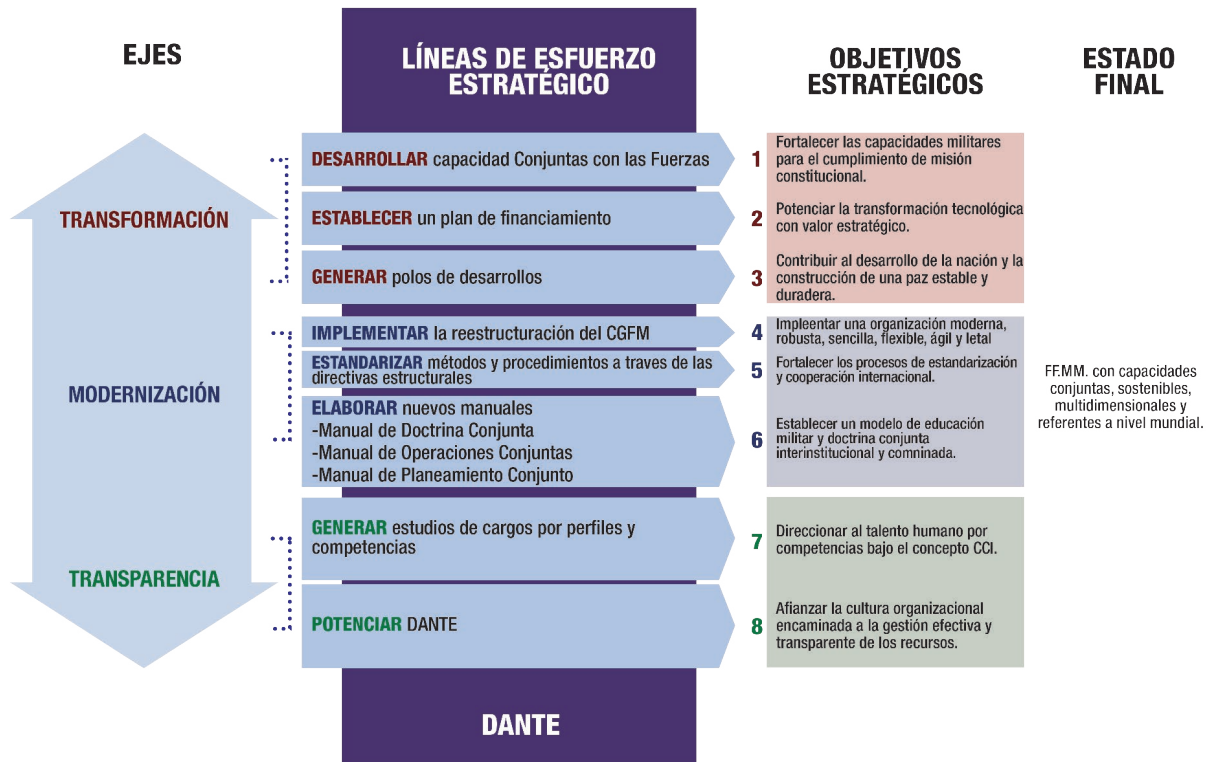 EJES
LÍNEAS DE ESFUERZO
ESTRATÉGICO
OBJETIVOS
ESTRATÉGICOS
ESTADO
FINAL
TRANSFORMACIÓN
DESARROLLAR capacidad Conjuntas con las Fuerzas
1
Fortalecer las capacidades militares
para el cumplimiento de misión
constitucional.
ESTABLECER un plan de financiamiento
2
Potenciar la transformación tecnológica
con valor estratégico.
GENERAR polos de desarrollos
3
Contribuir al desarrollo de la nación y la
construcción de una paz estable y
duradera.
MODERNIZACIÓN
IMPLEMENTAR la reestructuración del CGFM
4
Impleentar una organización moderna,
robusta, sencilla, flexible, ágil y letal
ESTANDARIZAR métodos y procedimientos a traves de las
directivas estructurales
5
Fortalecer los procesos de estandarización
y cooperación internacional.
ELABORAR nuevos manuales
-Manual de Doctrina Conjunta
-Manual de Operaciones Conjuntas
-Manual de Planeamiento Conjunto
6
Establecer un modelo de educación
militar y doctrina conjunta
interinstitucional y comninada.
TRANSPARENCIA
GENERAR estudios de cargos por perfiles y
competencias
7
Direccionar al talento humano por
competencias bajo el concepto CCI.
POTENCIAR DANTE
8
Afianzar la cultura organizacional
encaminada a la gestión efectiva y
transparente de los recursos.
FF.MM. con capacidades
conjuntas, sostenibles,
multidimensionales y
referentes a nivel mundial.
DANTE